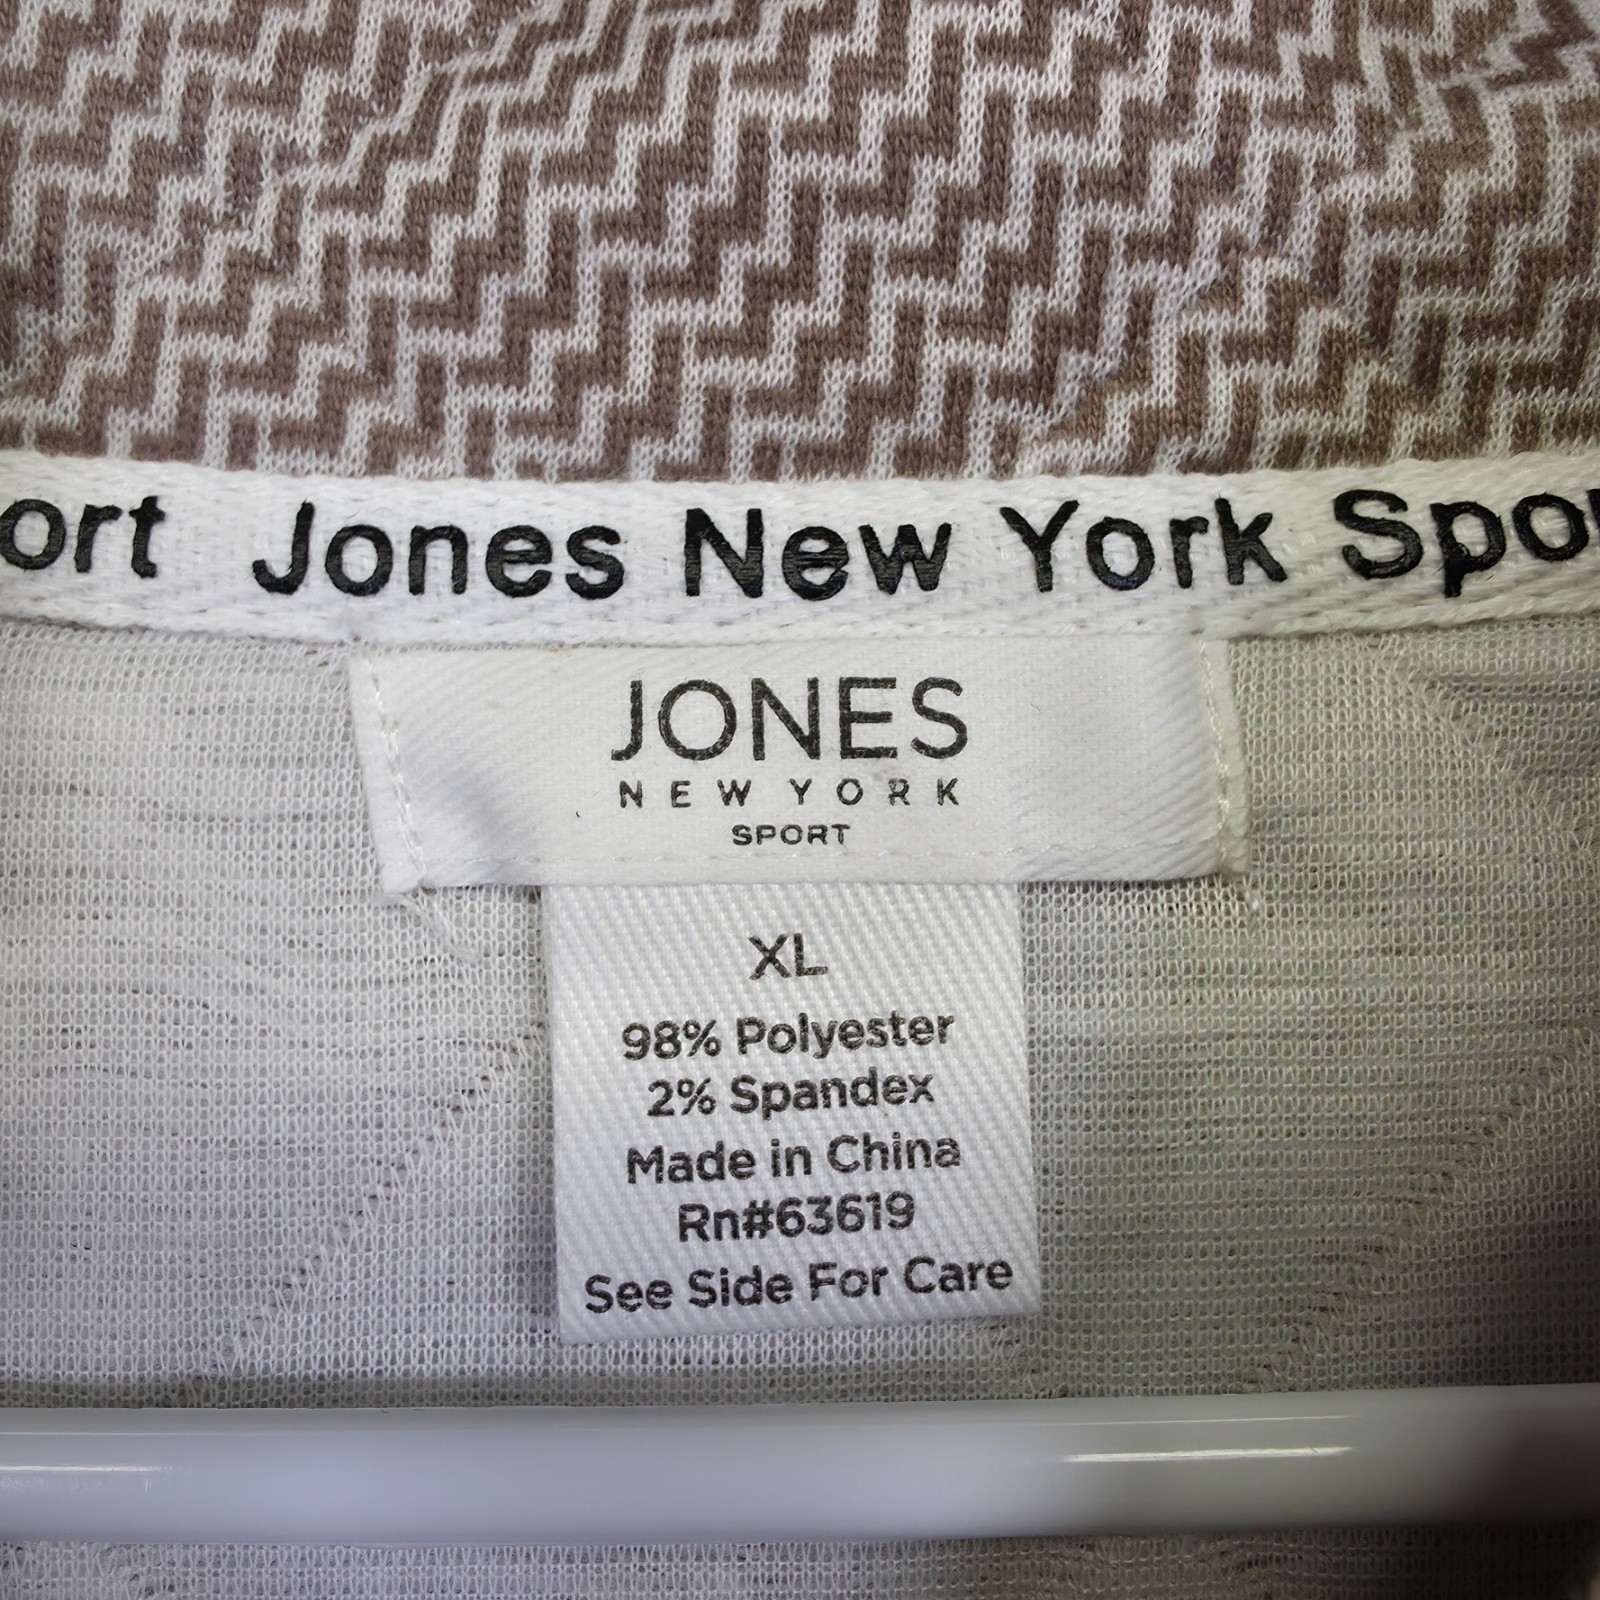 ort Jones New York Spor
JONES
NEW YORK
SPORT
XL
98% Polyester
2% Spandex
Made in China
Rn#63619
See Side For Care